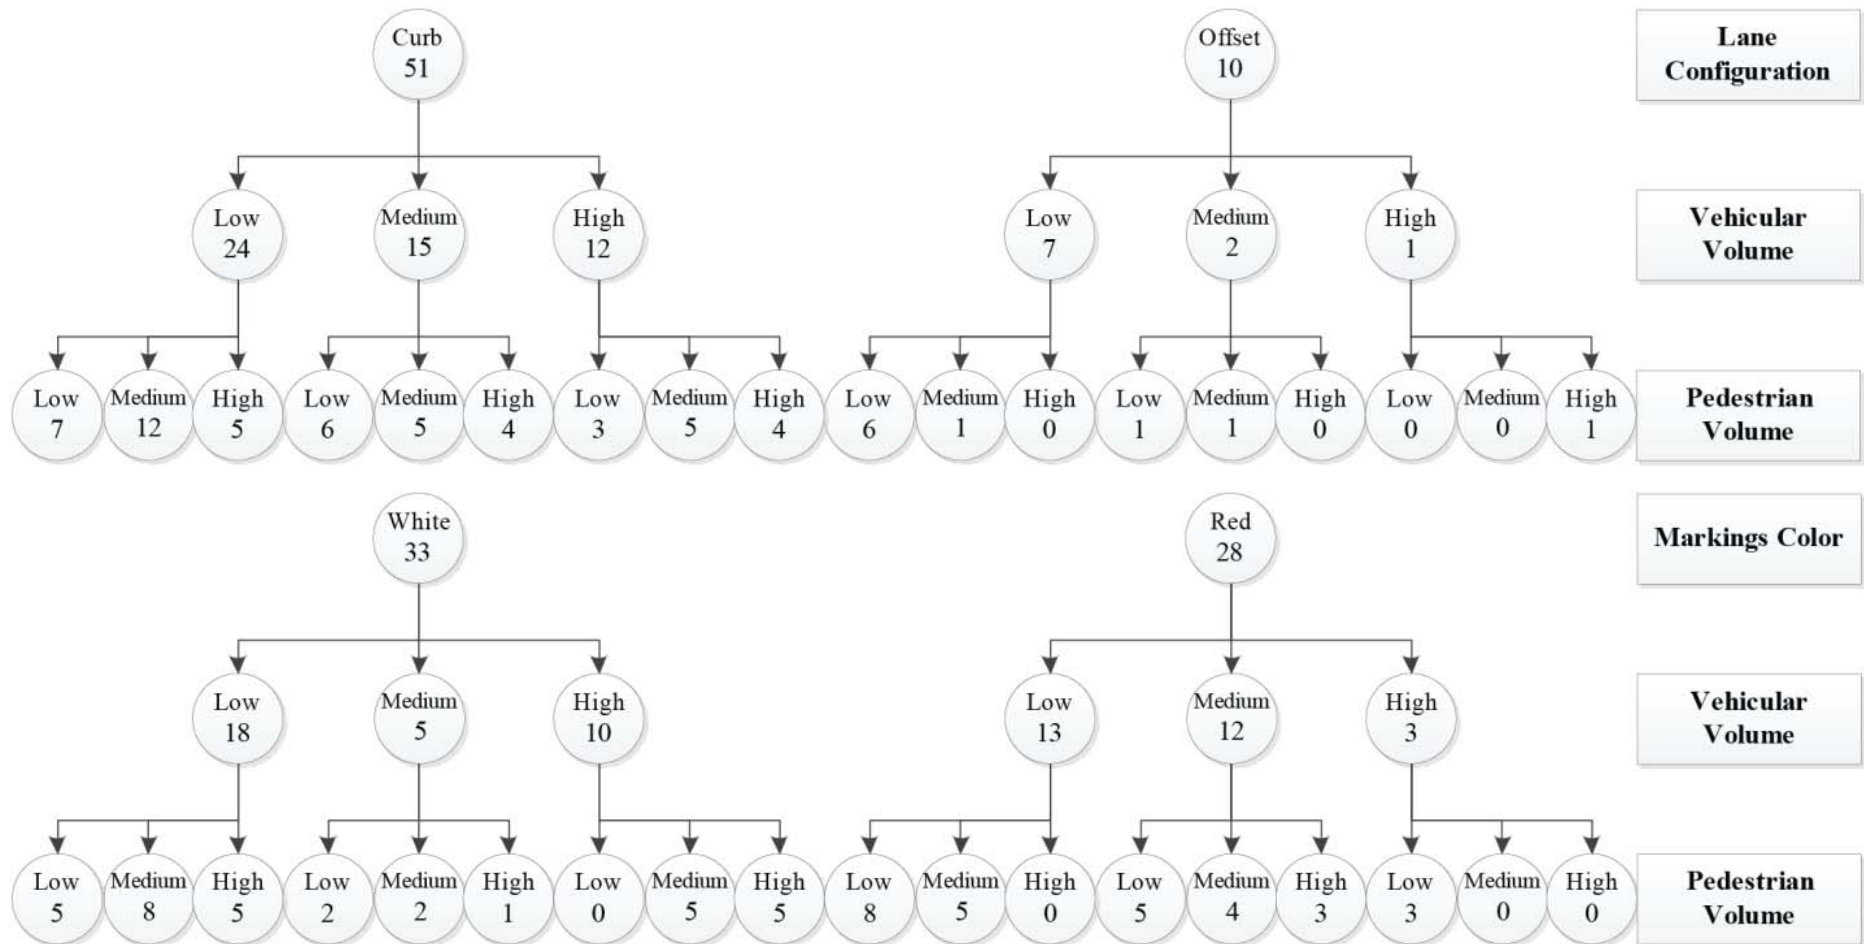 Curb
51
Offset
10
Lane
Configuration
Low
24
Medium
15
High
12
Low
7
Medium
2
High
1
Vehicular
Volume
Low
7
Medium
12
High
5
Low
6
Medium
5
High
4
Low
3
Medium
5
High
4
Low
6
Medium
1
High
0
Low
1
Medium
1
High
0
Low
0
Medium
0
High
1
Pedestrian
Volume
White
33
Red
28
Markings Color
Low
18
Medium
5
High
10
Low
13
Medium
12
High
3
Vehicular
Volume
Low
5
Medium
8
High
5
Low
2
Medium
2
High
1
Low
0
Medium
5
High
5
Low
8
Medium
5
High
0
Low
5
Medium
4
High
3
Low
3
Medium
0
High
0
Pedestrian
Volume